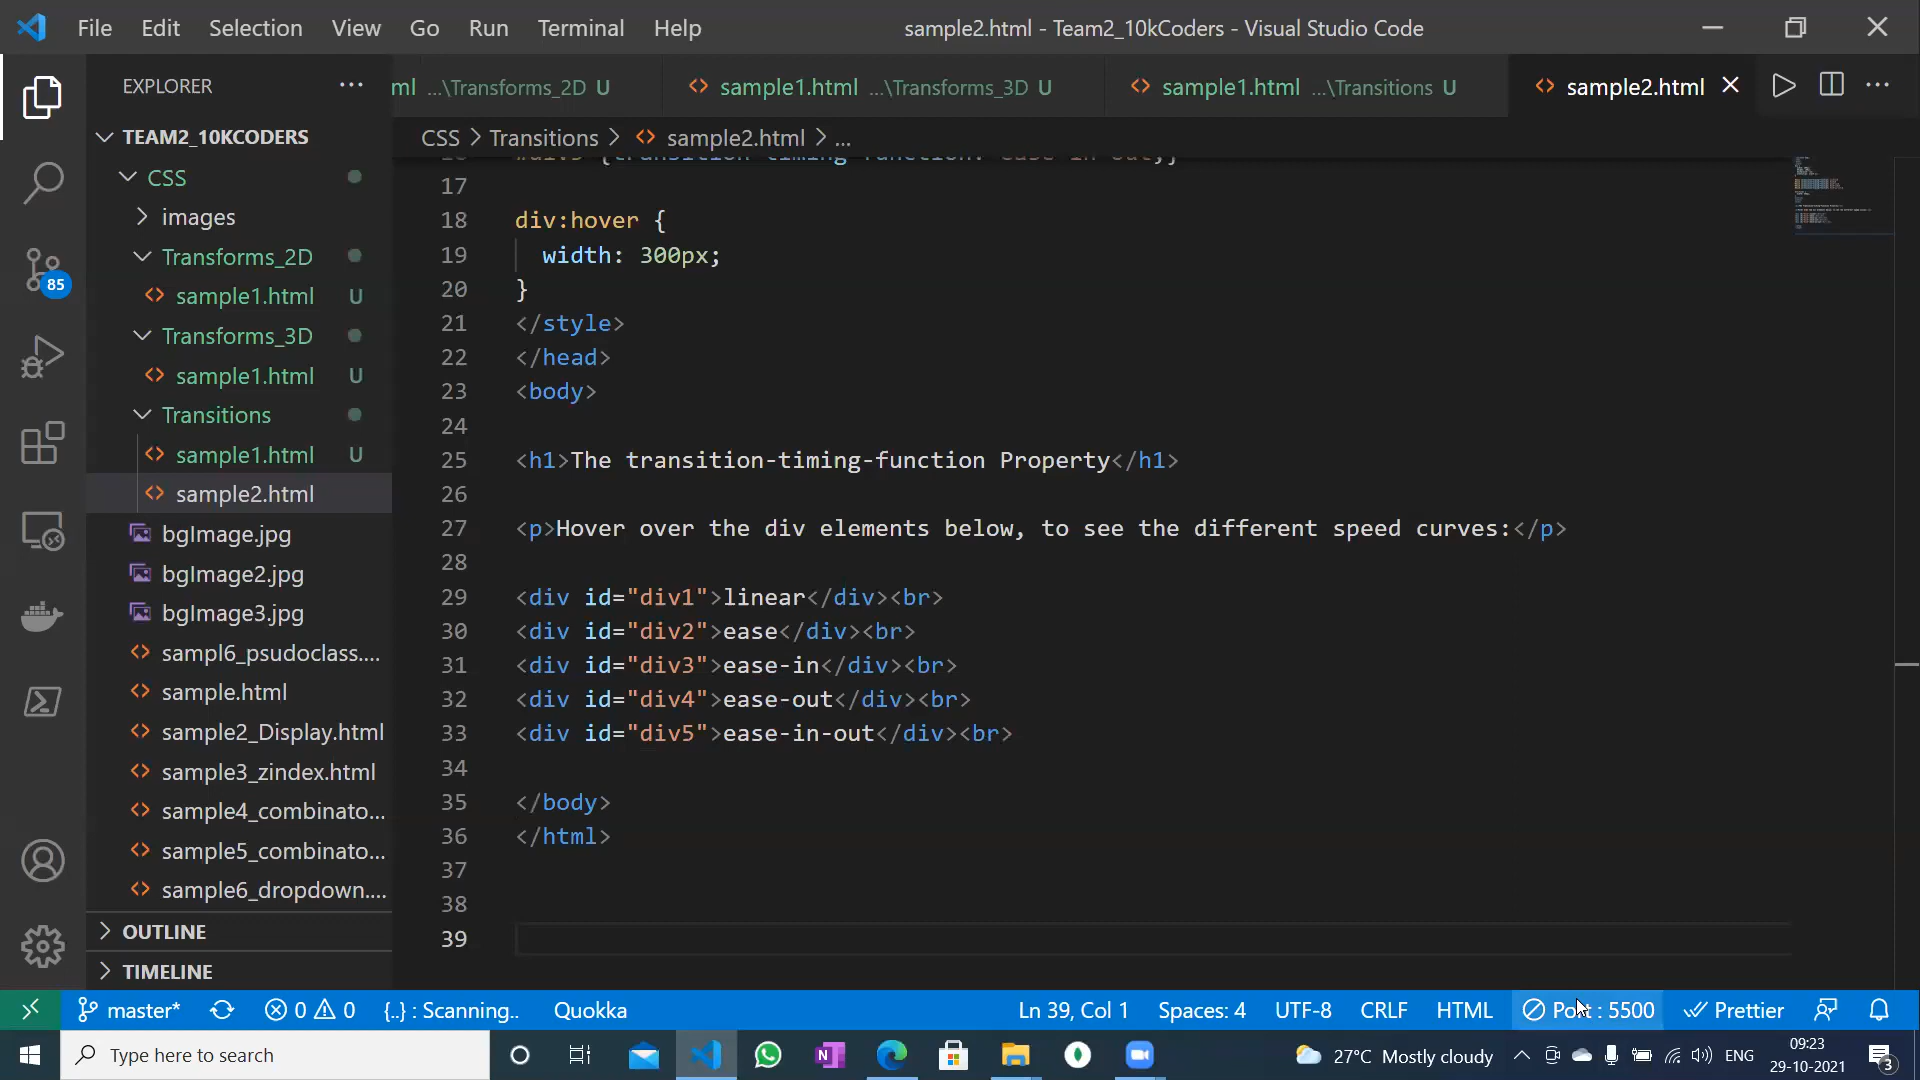 File Edit Selection View Go Run Terminal Help
sample2.html - Team2_10kCoders - Visual Studio Code
EXPLORER
ml ...\Transforms_2D U
sample1.html ...\Transforms_3D U
sample1.html ...\Transitions U
sample2.html
CSS > Transitions > sample2.html > ...
TEAM2_10KCODERS
CSS
images
Transforms_2D
sample1.html U
Transforms_3D
sample1.html U
Transitions
sample1.html U
sample2.html
bgImage.jpg
bgImage2.jpg
bgImage3.jpg
sampl6_psudoclass....
sample.html
sample2_Display.html
sample3_zindex.html
sample4_combinato...
sample5_combinato...
sample6_dropdown....
OUTLINE
TIMELINE
85
17
18 div:hover {
19 width: 300px;
20 }
21 </style>
22 </head>
23 <body>
24
25 <h1>The transition-timing-function Property</h1>
26
27 <p>Hover over the div elements below, to see the different speed curves:</p>
28
29 <div id="div1">linear</div><br>
30 <div id="div2">ease</div><br>
31 <div id="div3">ease-in</div><br>
32 <div id="div4">ease-out</div><br>
33 <div id="div5">ease-in-out</div><br>
34
35 </body>
36 </html>
37
38
39
master* 0 0 {..} : Scanning.. Quokka Ln 39, Col 1 Spaces: 4 UTF-8 CRLF HTML Port : 5500 Prettier
Type here to search
27°C Mostly cloudy ENG
09:23
29-10-2021
3